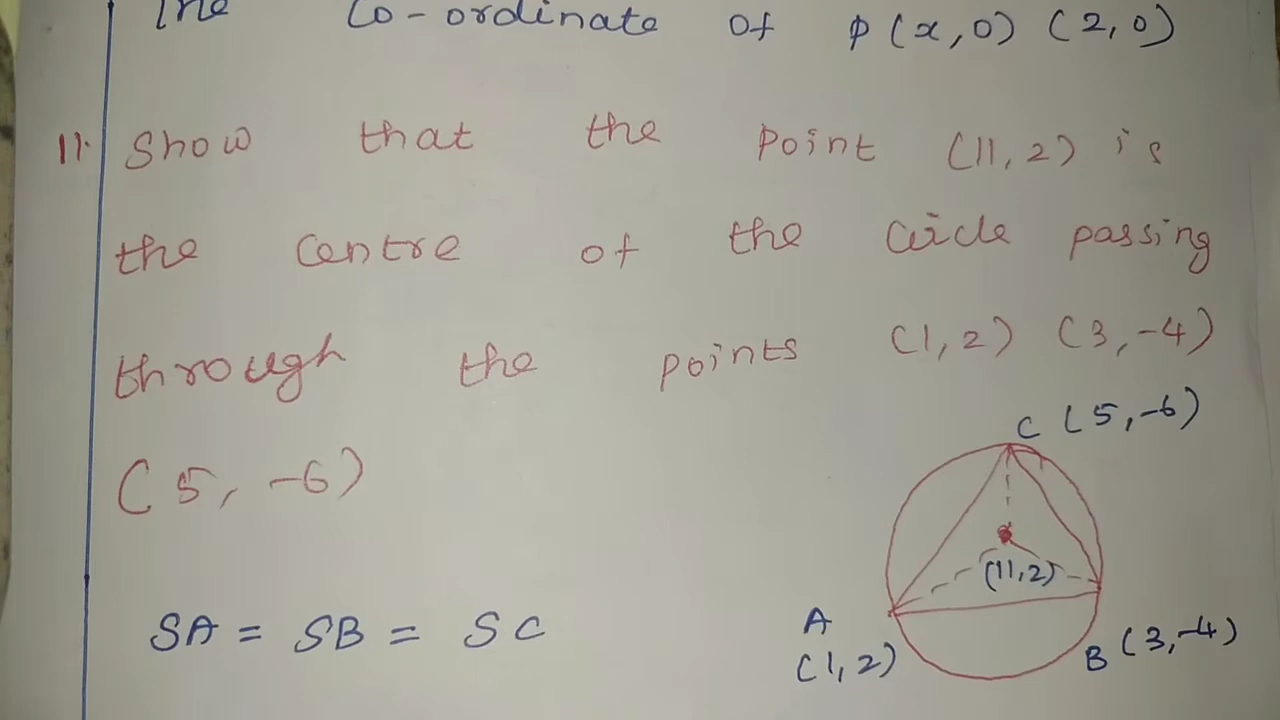 The Co-ordinate of P(x,0) (2,0)
11. Show that the point (11,2) is
the Centre of the Circle passing
through the points (1,2) (3,-4)
(5,-6)
C (5,-6)
(11,2)
SA = SB = SC
A
(1,2)
B (3,-4)